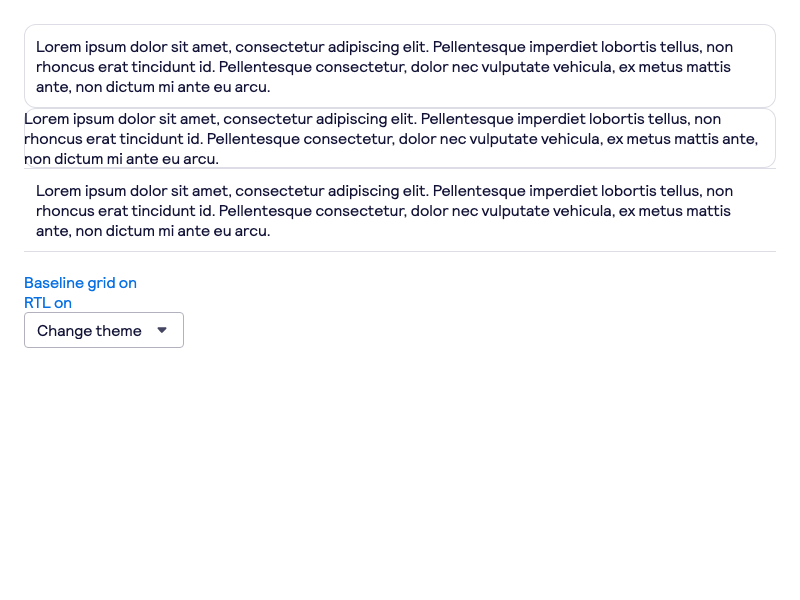 Lorem ipsum dolor sit amet, consectetur adipiscing elit. Pellentesque imperdiet lobortis tellus, non
rhoncus erat tincidunt id. Pellentesque consectetur, dolor nec vulputate vehicula, ex metus mattis
ante, non dictum mi ante eu arcu.
Lorem ipsum dolor sit amet, consectetur adipiscing elit. Pellentesque imperdiet lobortis tellus, non
rhoncus erat tincidunt id. Pellentesque consectetur, dolor nec vulputate vehicula, ex metus mattis ante,
non dictum mi ante eu arcu.
Lorem ipsum dolor sit amet, consectetur adipiscing elit. Pellentesque imperdiet lobortis tellus, non
rhoncus erat tincidunt id. Pellentesque consectetur, dolor nec vulputate vehicula, ex metus mattis
ante, non dictum mi ante eu arcu.
Baseline grid on
RTL on
Change theme